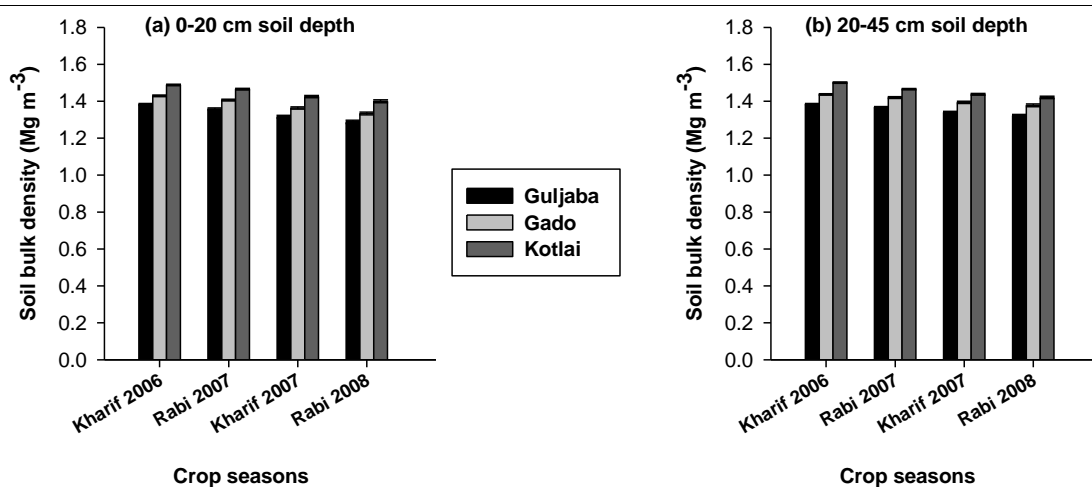 (a) 0-20 cm soil depth
Soil bulk density (Mg m-3)
1.8
1.6
1.4
1.2
1.0
0.8
0.6
0.4
0.2
0.0
Kharif 2006
Rabi 2007
Kharif 2007
Rabi 2008
Crop seasons
Guljaba
Gado
Kotlai
(b) 20-45 cm soil depth
Soil bulk density (Mg m-3)
1.8
1.6
1.4
1.2
1.0
0.8
0.6
0.4
0.2
0.0
Kharif 2006
Rabi 2007
Kharif 2007
Rabi 2008
Crop seasons